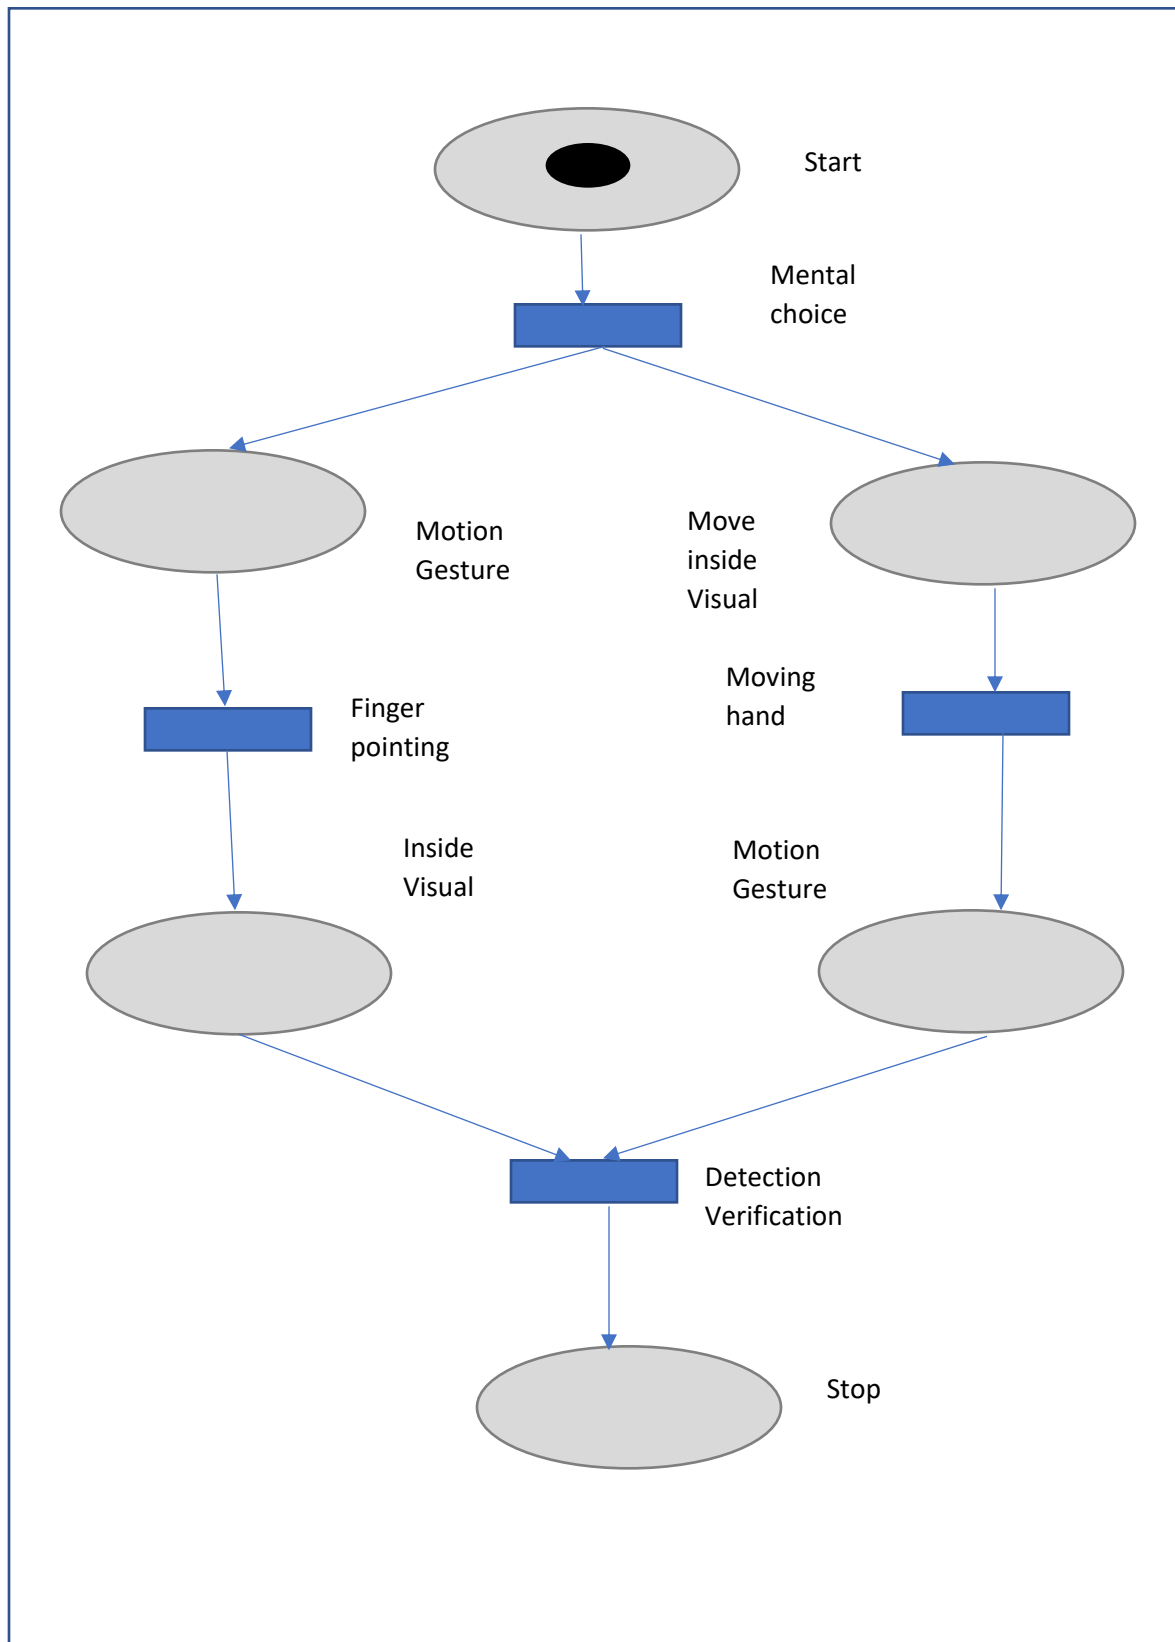 Start
Mental
choice
Motion
Gesture
Move
inside
Visual
Finger
pointing
Moving
hand
Inside
Visual
Motion
Gesture
Detection
Verification
Stop